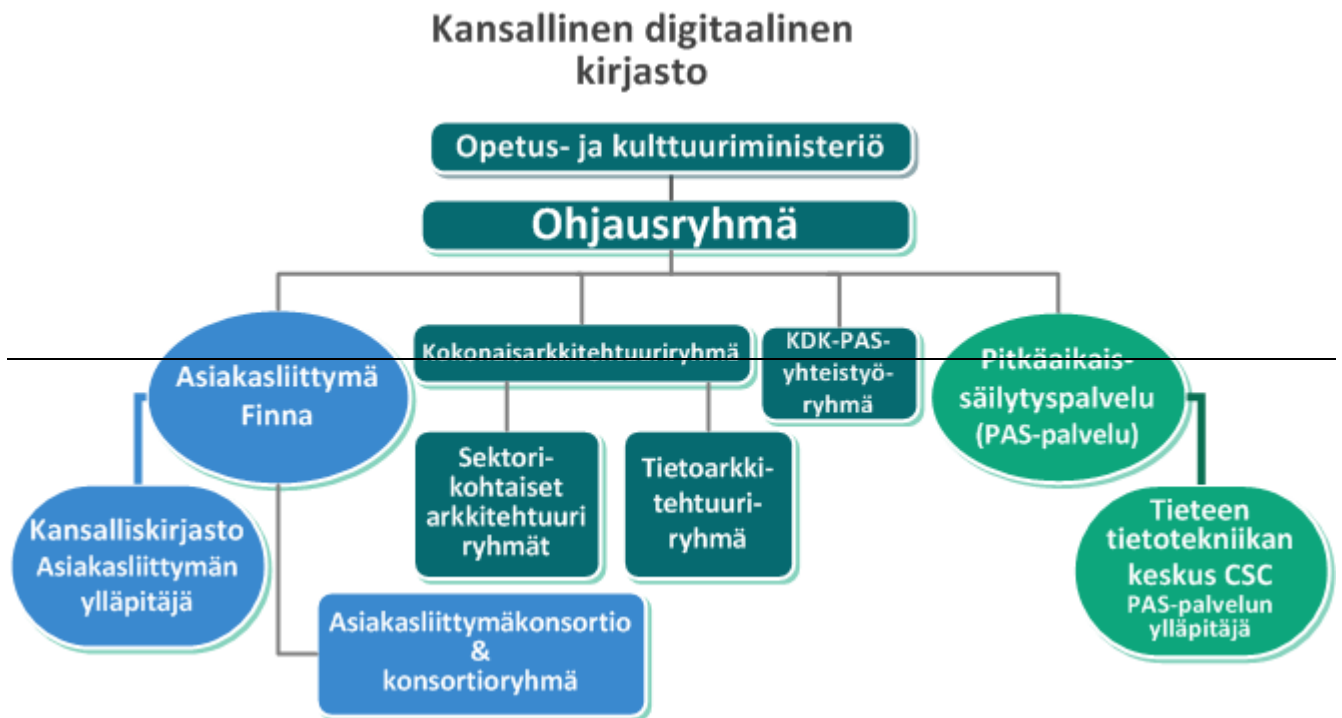 Kansallinen digitaalinen
kirjasto
Opetus- ja kulttuuriministeriö
Ohjausryhmä
Asiakasliittymä
Finna
Kokonaisarkkitehtuuriryhmä
KDK-PAS-
yhteistyö-
ryhmä
Pitkäaikais-
säilytyspalvelu
(PAS-palvelu)
Kansalliskirjasto
Asiakasliittymän
ylläpitäjä
Sektori-
kohtaiset
arkkitehtuuri
ryhmät
Tietoarkki-
tehtuuri-
ryhmä
Tieteen
tietotekniikan
keskus CSC
PAS-palvelun
ylläpitäjä
Asiakasliittymäkonsortio
&
konsortioryhmä